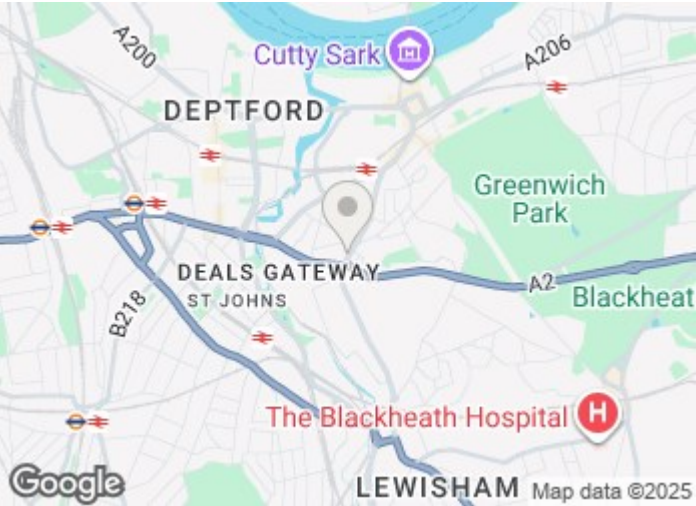 A200
Cutty Sark
A206
DEPTFORD
Greenwich
Park
DEALS GATEWAY
ST JOHNS
A2
Blackheat
B218
The Blackheath Hospital
H
LEWISHAM
Google
Map data ©2025